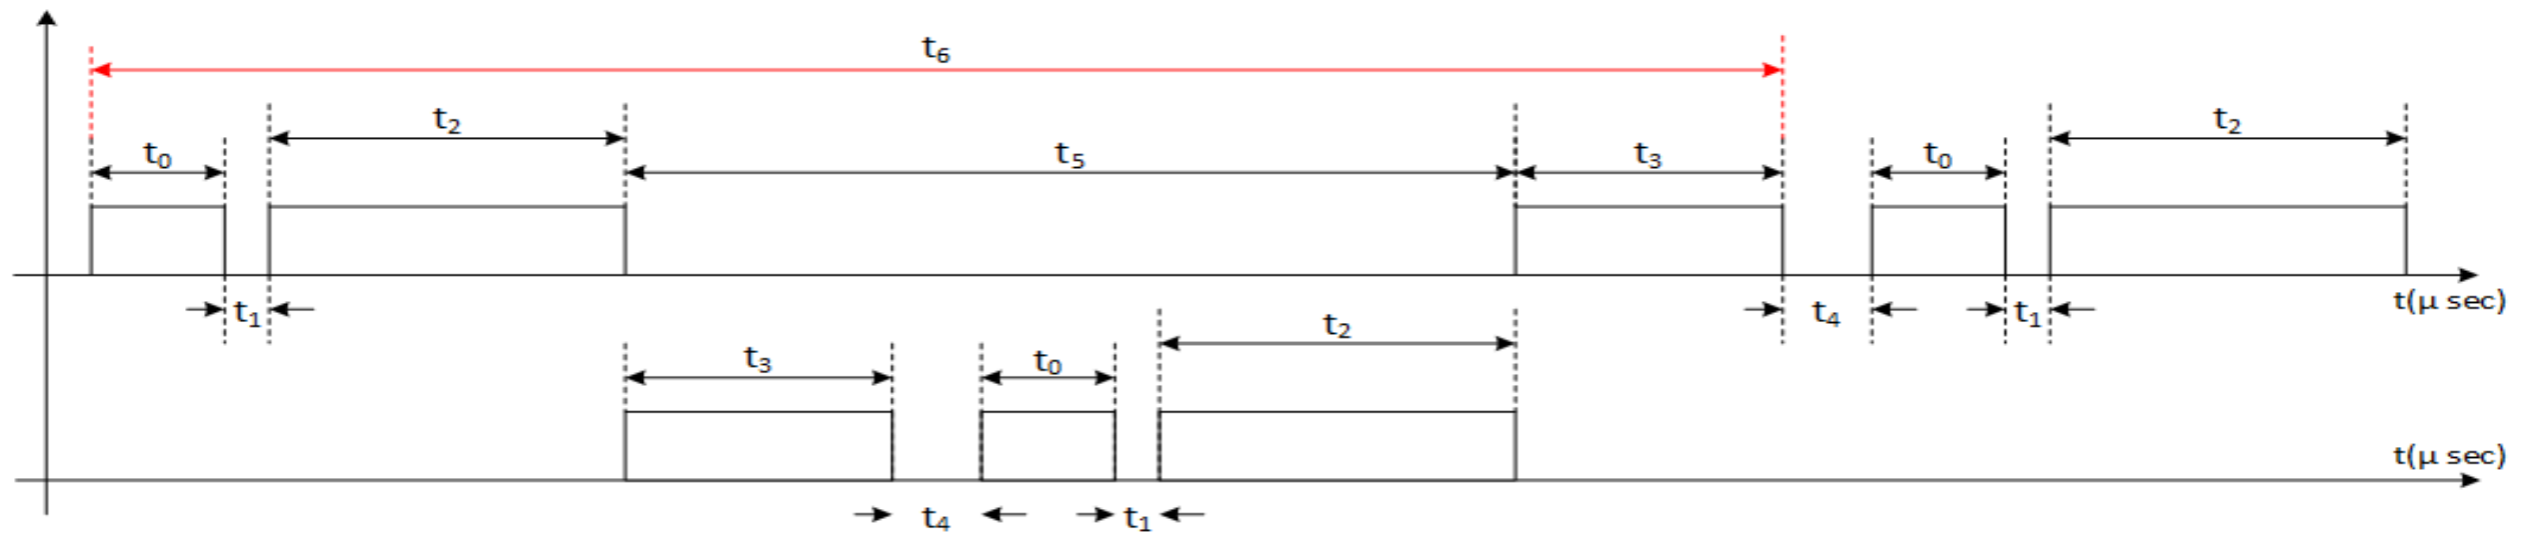 t₆
t₂ t₂
t₀ t₅ t₃ t₀
t₁ t₄ t₁ t(μ sec)
t₂
t₃ t₀
t(μ sec)
t₄ t₁